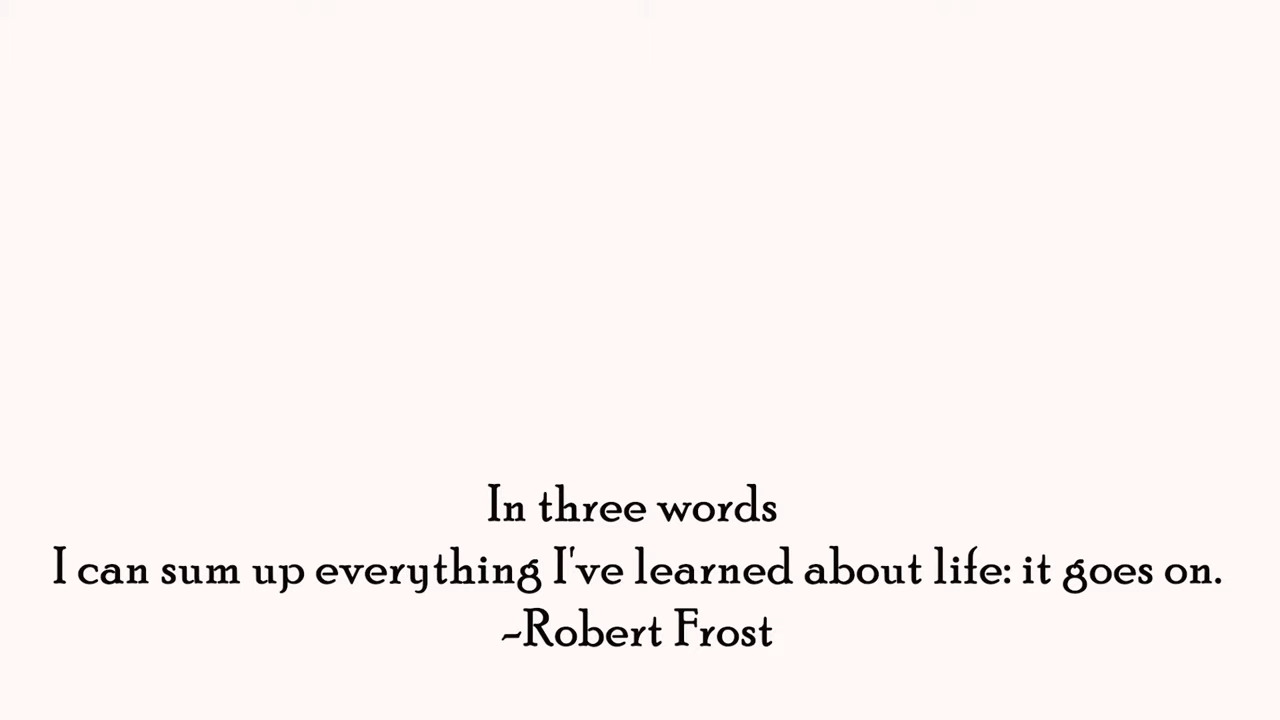 In three words
I can sum up everything I've learned about life: it goes on.
~Robert Frost